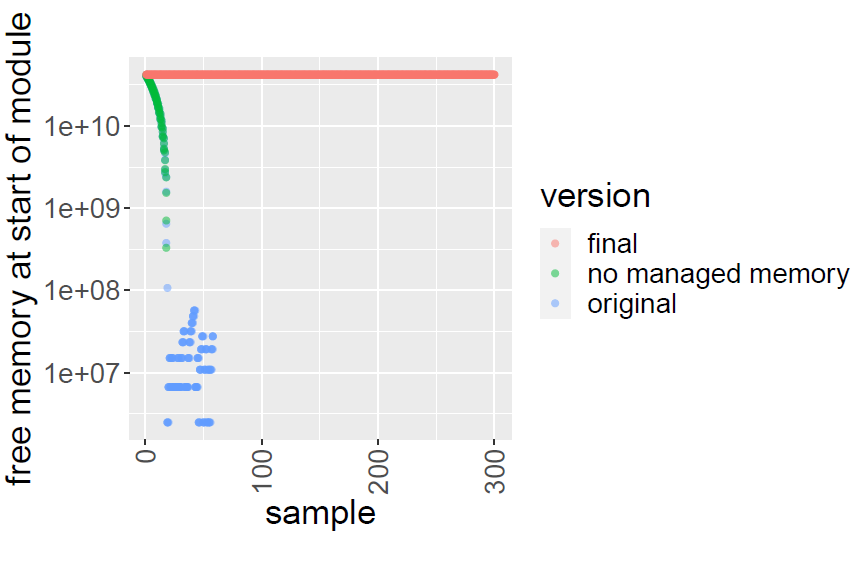 free memory at start of module
1e+10
1e+09
1e+08
1e+07
0
100
200
300
sample
version
final
no managed memory
original